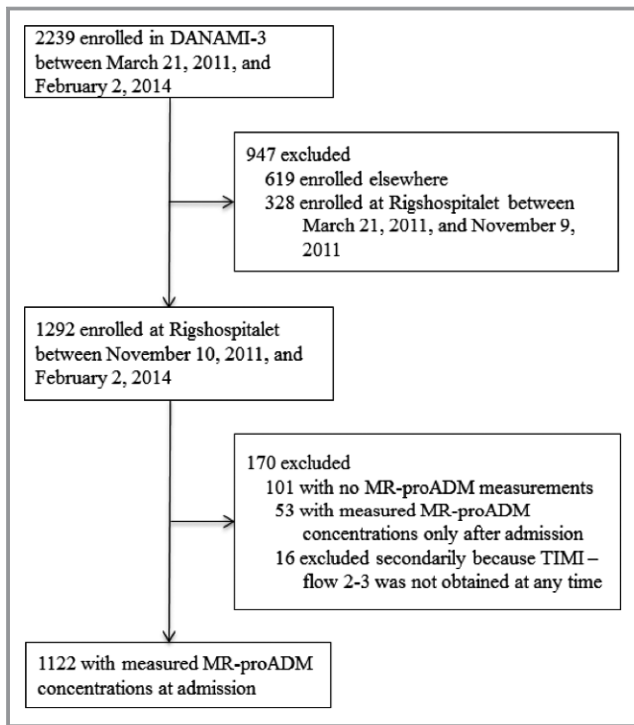 2239 enrolled in DANAMI-3
between March 21, 2011, and
February 2, 2014
947 excluded
619 enrolled elsewhere
328 enrolled at Rigshospitalet between
March 21, 2011, and November 9,
2011
1292 enrolled at Rigshospitalet
between November 10, 2011, and
February 2, 2014
170 excluded
101 with no MR-proADM measurements
53 with measured MR-proADM
concentrations only after admission
16 excluded secondarily because TIMI –
flow 2-3 was not obtained at any time
1122 with measured MR-proADM
concentrations at admission